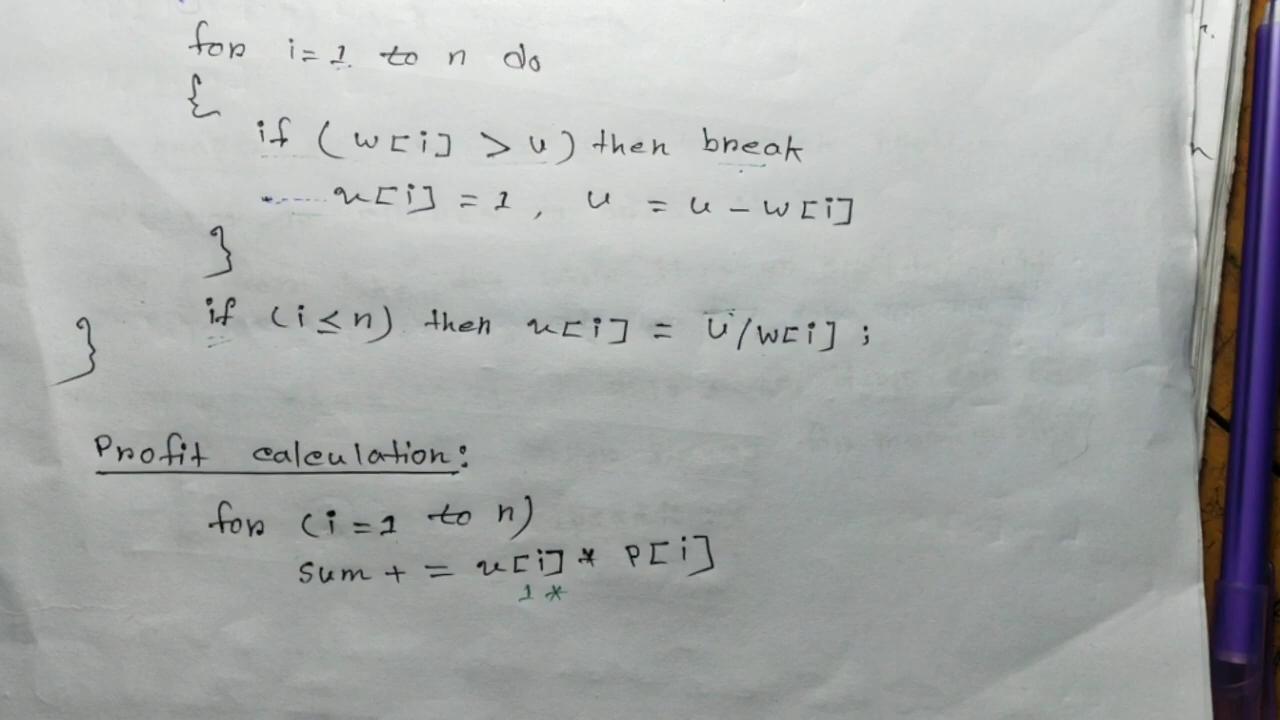 for i=1 to n do
{
if (w[i] > u) then break
x[i] = 1, u = u - w[i]
}
if (i ≤ n) then x[i] = U/w[i] ;
}
Profit calculation:
for (i=1 to n)
sum + = x[i] * P[i]
1 *